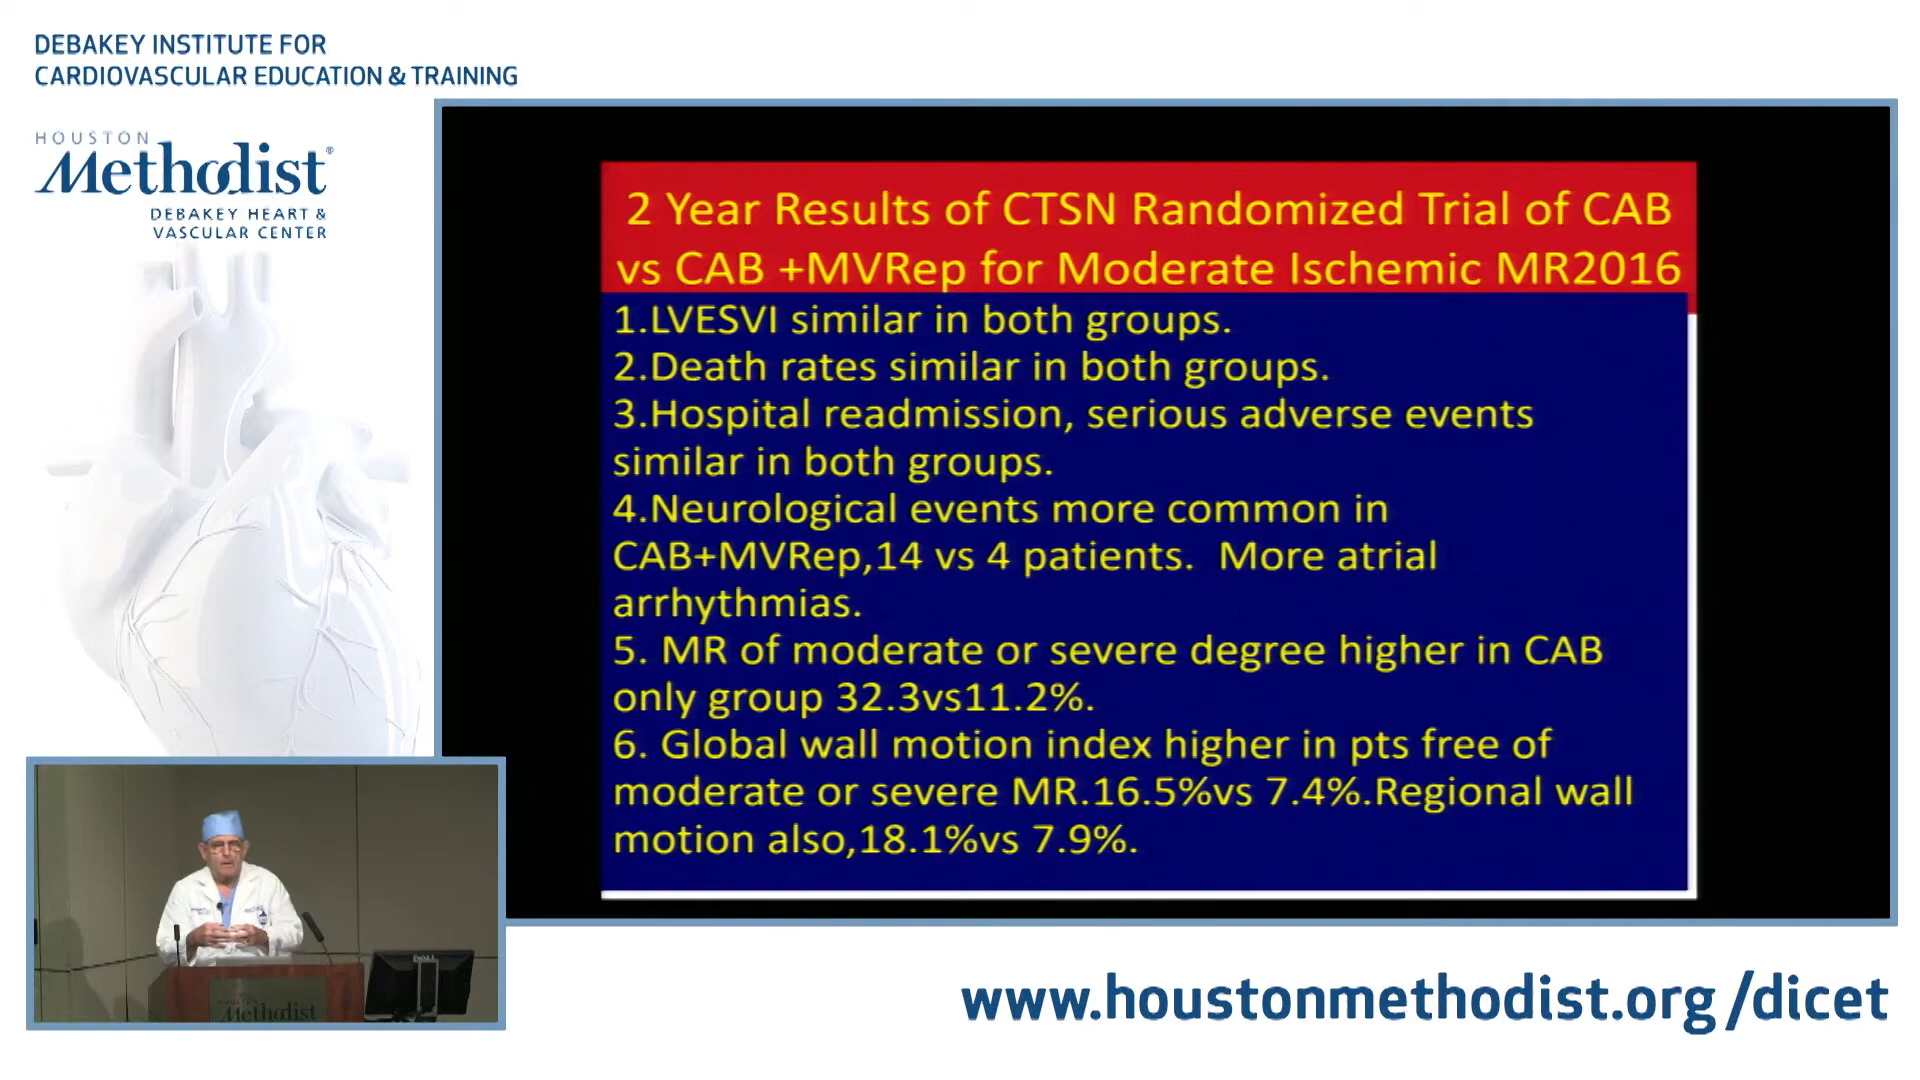 DEBAKEY INSTITUTE FOR
CARDIOVASCULAR EDUCATION & TRAINING
HOUSTON
Methodist®
DEBAKEY HEART &
VASCULAR CENTER
2 Year Results of CTSN Randomized Trial of CAB
vs CAB +MVRep for Moderate Ischemic MR2016
1.LVESVI similar in both groups.
2.Death rates similar in both groups.
3.Hospital readmission, serious adverse events
similar in both groups.
4.Neurological events more common in
CAB+MVRep,14 vs 4 patients.  More atrial
arrhythmias.
5. MR of moderate or severe degree higher in CAB
only group 32.3vs11.2%.
6. Global wall motion index higher in pts free of
moderate or severe MR.16.5%vs 7.4%.Regional wall
motion also,18.1%vs 7.9%.
HOUSTON
Methodist
www.houstonmethodist.org/dicet